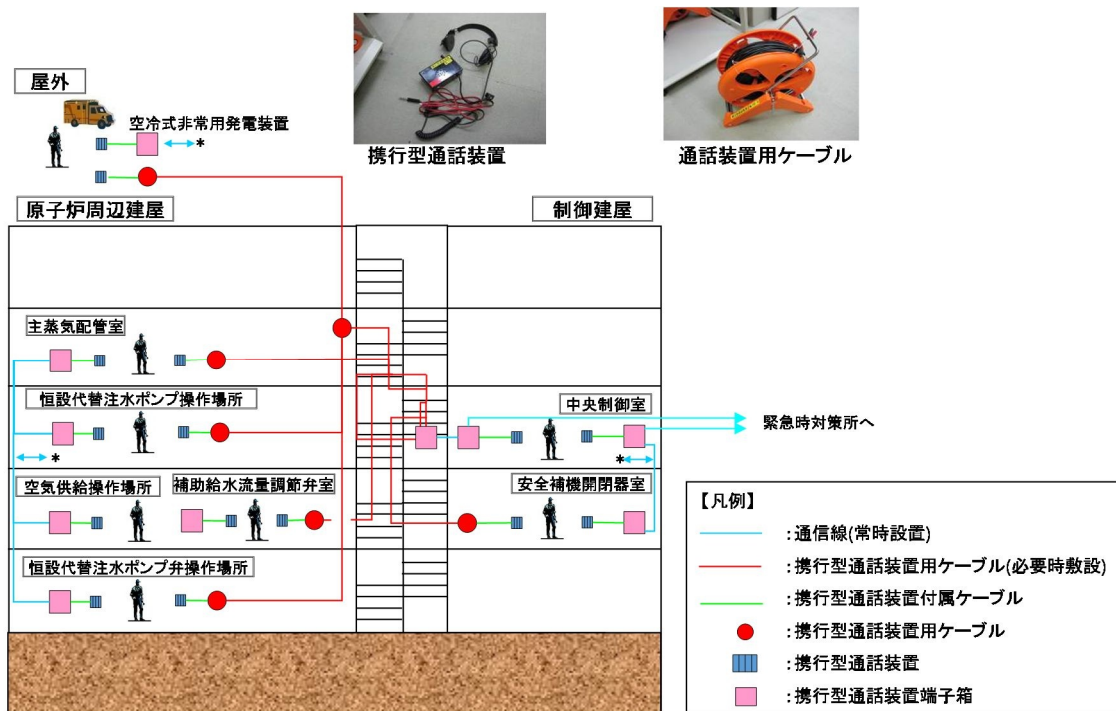 携行型通話装置
通話装置用ケーブル
屋外
空冷式非常用発電装置
*
原子炉周辺建屋
制御建屋
主蒸気配管室
恒設代替注水ポンプ操作場所
*
中央制御室
緊急時対策所へ
*
空気供給操作場所
補助給水流量調節弁室
安全補機開閉器室
恒設代替注水ポンプ弁操作場所
【凡例】
:通信線(常時設置)
:携行型通話装置用ケーブル(必要時敷設)
:携行型通話装置付属ケーブル
:携行型通話装置用ケーブル
:携行型通話装置
:携行型通話装置端子箱